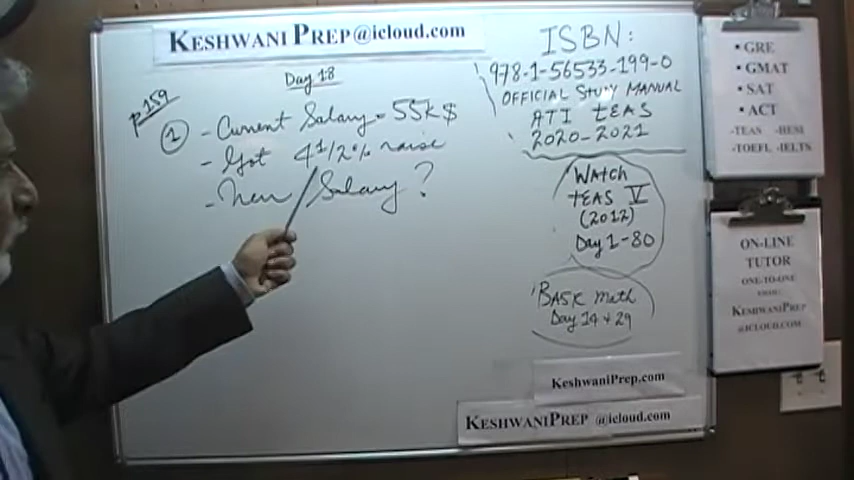 KESHWANI PREP@iCloud.com
Day 18
p.159
① - Current Salary = 55K $
- Got 4 1/2 % raise
- New Salary?
ISBN:
978-1-56533-199-0
OFFICIAL STUDY MANUAL
ATI tEAS
2020-2021
WATCH
tEAS V
(2012)
Day 1-80
BASIC Math
Day 14 & 29
KESHWANIPREP.com
KESHWANIPREP @iCloud.com
• GRE
• GMAT
• SAT
• ACT
-TEAS -HESI
-TOEFL -IELTS
ON-LINE
TUTOR
ONE-TO-ONE
EMAIL:
KESHWANIPREP
@ICLOUD.COM